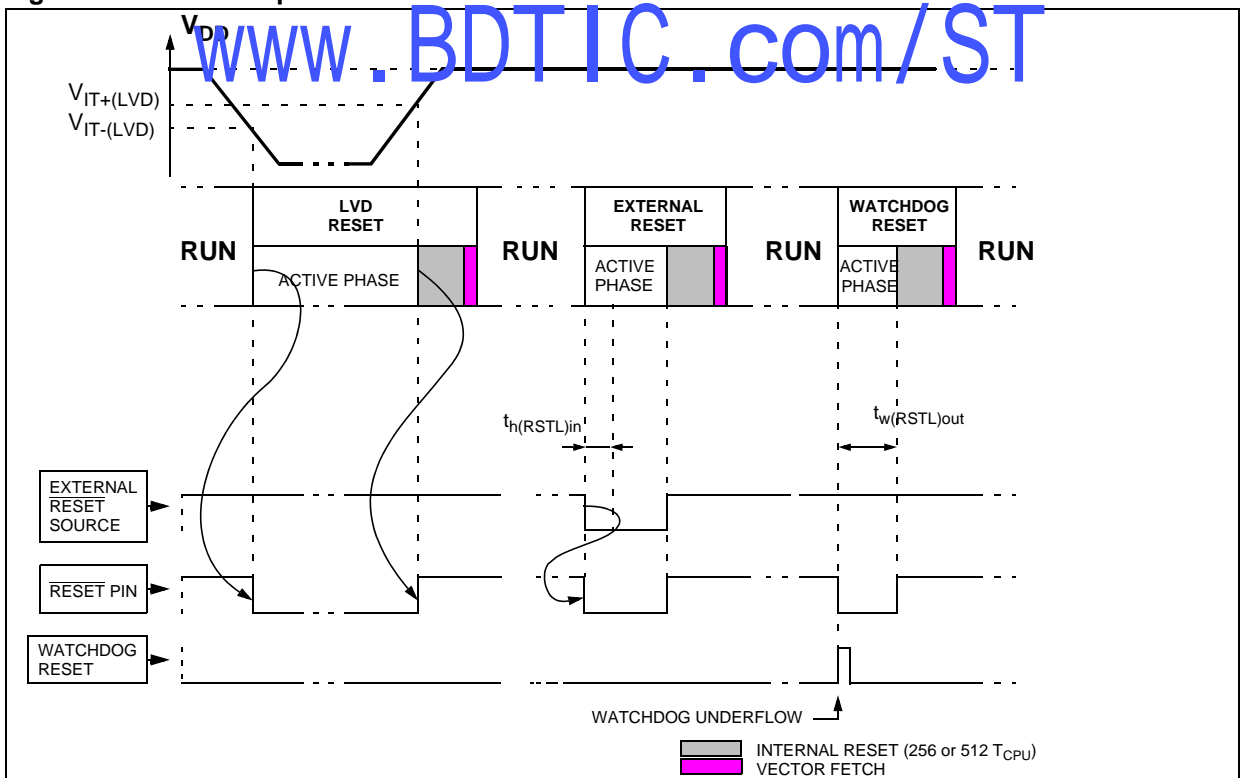 www.BDTIC.com/ST
VDD
VIT+(LVD)
VIT-(LVD)
LVD
RESET
EXTERNAL
RESET
WATCHDOG
RESET
RUN
RUN
RUN
RUN
ACTIVE PHASE
ACTIVE
PHASE
ACTIVE
PHASE
th(RSTL)in
tw(RSTL)out
EXTERNAL
RESET
SOURCE
RESET PIN
WATCHDOG
RESET
WATCHDOG UNDERFLOW
INTERNAL RESET (256 or 512 TCPU)
VECTOR FETCH